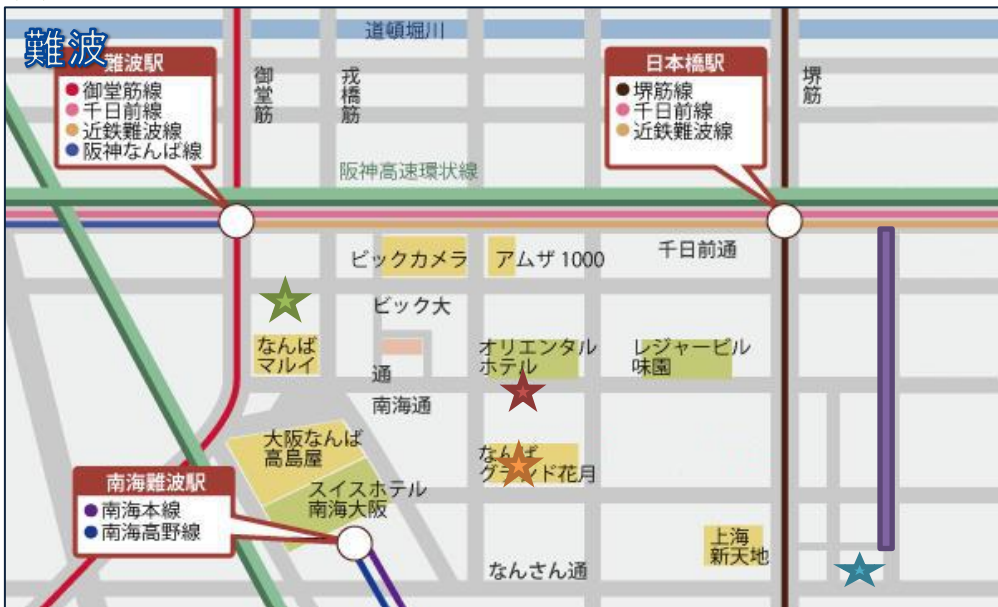 難波
道頓堀川
難波駅
御堂筋線
千日前線
近鉄難波線
阪神なんば線
御堂筋
戎橋筋
日本橋駅
堺筋線
千日前線
近鉄難波線
堺筋
阪神高速環状線
千日前通
ビックカメラ
アムザ 1000
ビック大
通
なんば
マルイ
オリエンタル
ホテル
レジャービル
味園
南海通
大阪なんば
高島屋
なんば
グランド花月
南海難波駅
南海本線
南海高野線
スイスホテル
南海大阪
上海
新天地
なんさん通